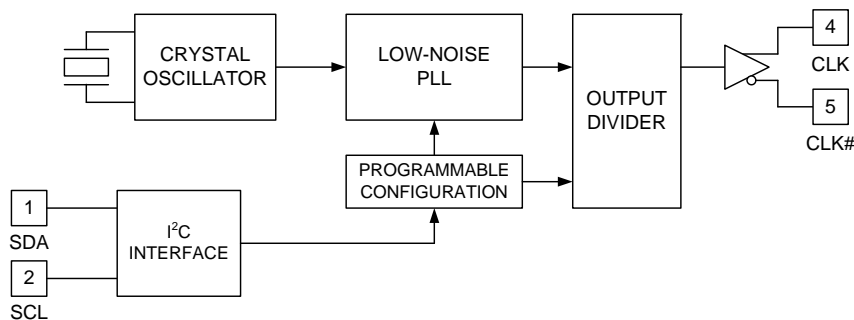 CRYSTAL
OSCILLATOR
LOW-NOISE
PLL
OUTPUT
DIVIDER
4
CLK
5
CLK#
PROGRAMMABLE
CONFIGURATION
1
SDA
2
SCL
I²C
INTERFACE